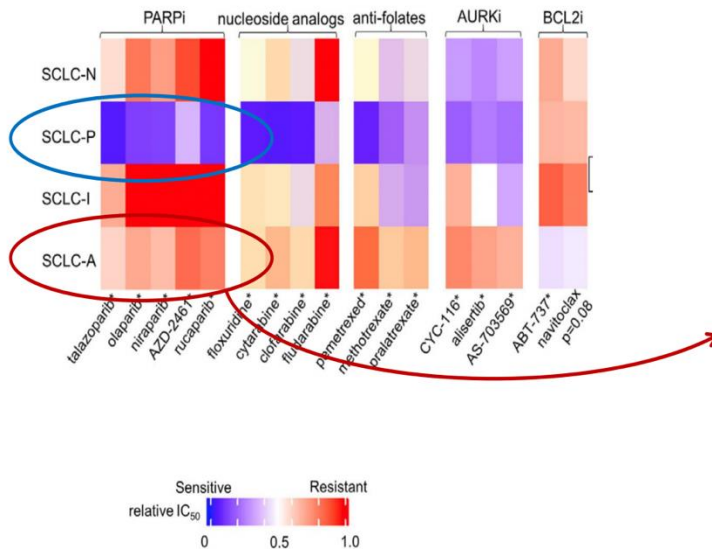 PARPi nucleoside analogs anti-folates AURKi BCL2i
SCLC-N
SCLC-P
SCLC-I
SCLC-A
talazoparib*
olaparib*
niraparib*
AZD-2461*
rucaparib*
floxuridine*
cytarabine*
clofarabine*
fludarabine*
pemetrexed*
methotrexate*
pralatrexate*
CYC-116*
alisertib*
AS-703569*
ABT-737*
navitoclax
p=0.08
Sensitive Resistant
relative IC₅₀
0 0.5 1.0